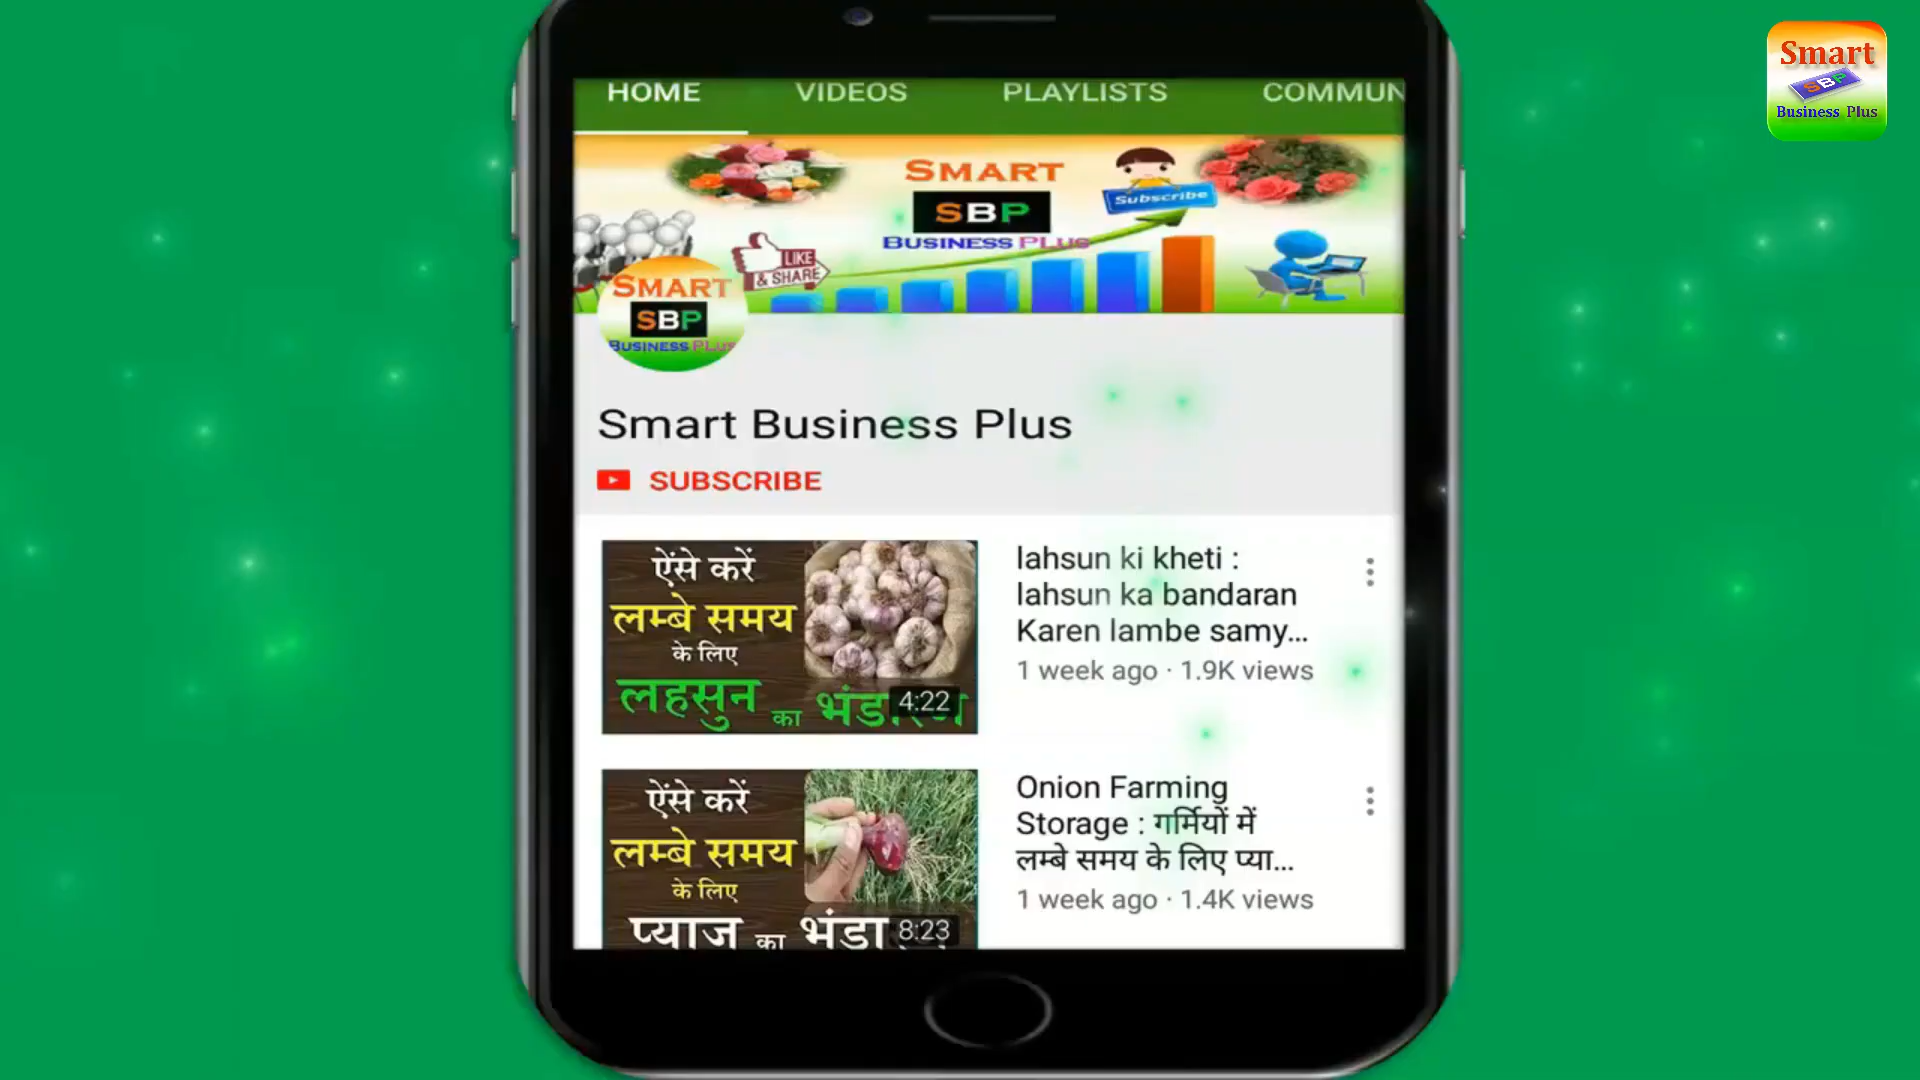 HOME VIDEOS PLAYLISTS COMMUN
SMART
SBP
BUSINESS PLUS
Subscribe
LIKE
& SHARE
SMART
SBP
BUSINESS PLUS
Smart Business Plus
SUBSCRIBE
ऐंसे करें
लम्बे समय
के लिए
लहसुन का
4:22
lahsun ki kheti :
lahsun ka bandaran
Karen lambe samy...
1 week ago · 1.9K views
ऐंसे करें
लम्बे समय
के लिए
प्याज का
8:23
Onion Farming
Storage : गर्मियों में
लम्बे समय के लिए प्या...
1 week ago · 1.4K views
Smart
SBP
Business Plus